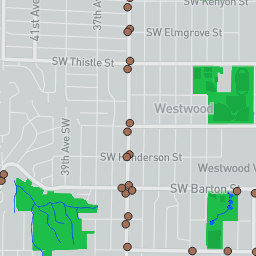 SW Kenyon St
37th Ave
41st Ave
SW Elmgrove St
SW Thistle St
Westwood
39th Ave SW
SW Henderson St
Westwood V
SW Barton St